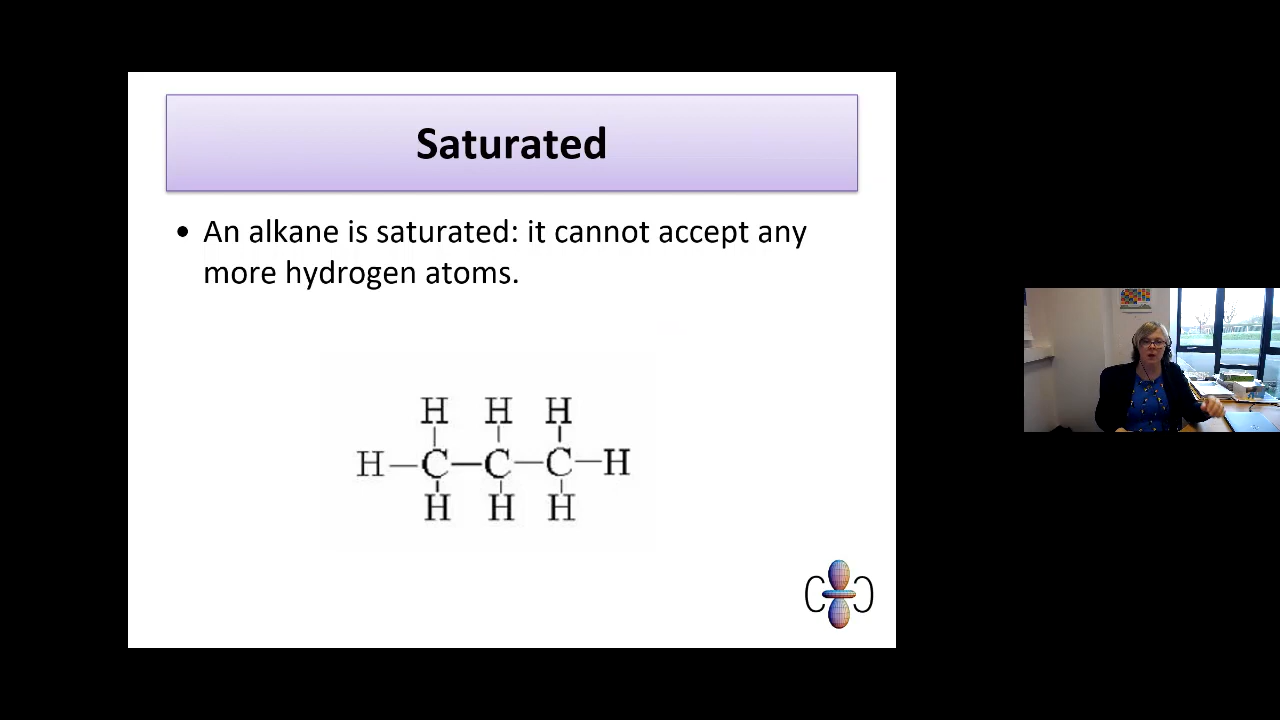 Saturated
• An alkane is saturated: it cannot accept any
more hydrogen atoms.
H H H
H—C—C—C—H
H H H
C C